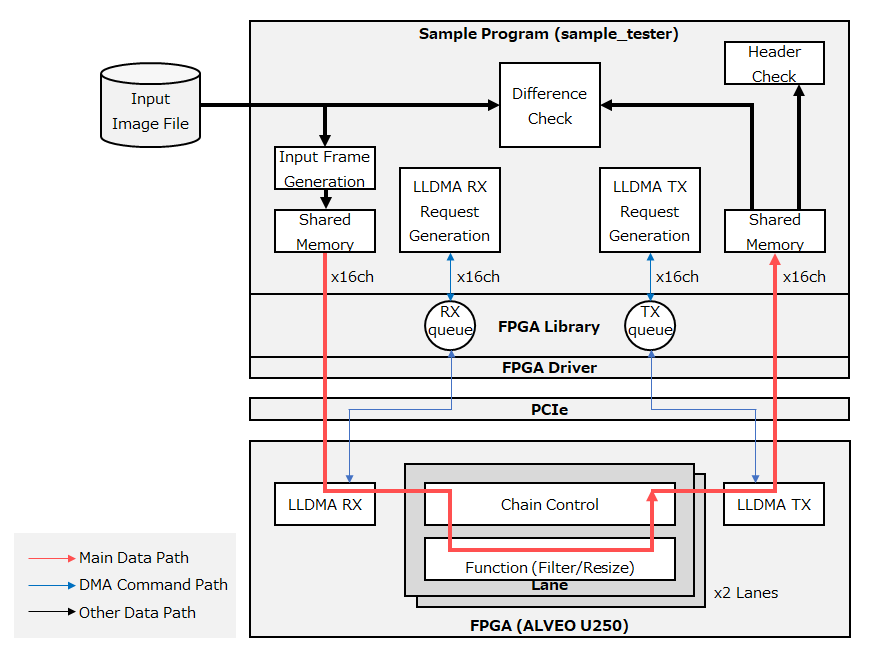 Sample Program (sample_tester)
Header
Check
Input
Image File
Difference
Check
Input Frame
Generation
LLDMA RX
Request
Generation
LLDMA TX
Request
Generation
Shared
Memory
Shared
Memory
x16ch
x16ch
x16ch
x16ch
RX
queue
FPGA Library
TX
queue
FPGA Driver
PCIe
LLDMA RX
Chain Control
LLDMA TX
Function (Filter/Resize)
Lane
x2 Lanes
FPGA (ALVEO U250)
Main Data Path
DMA Command Path
Other Data Path